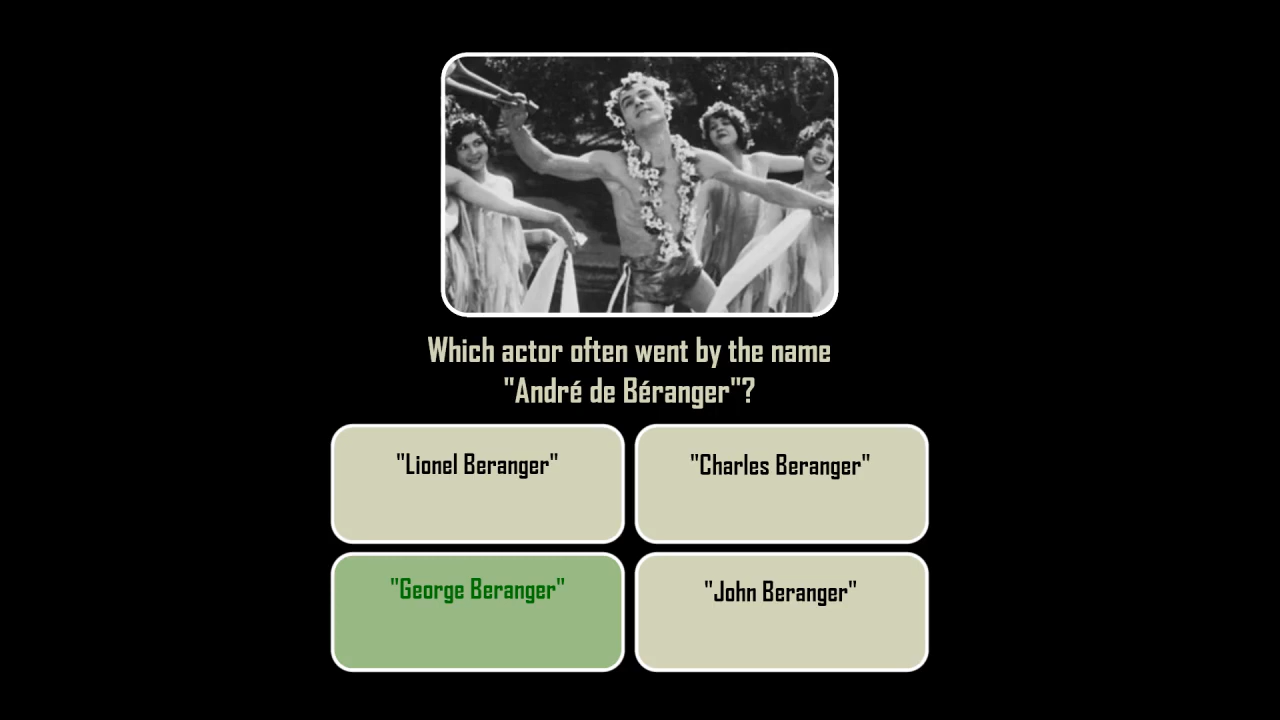 Which actor often went by the name
"André de Béranger"?
"Lionel Beranger"
"Charles Beranger"
"George Beranger"
"John Beranger"